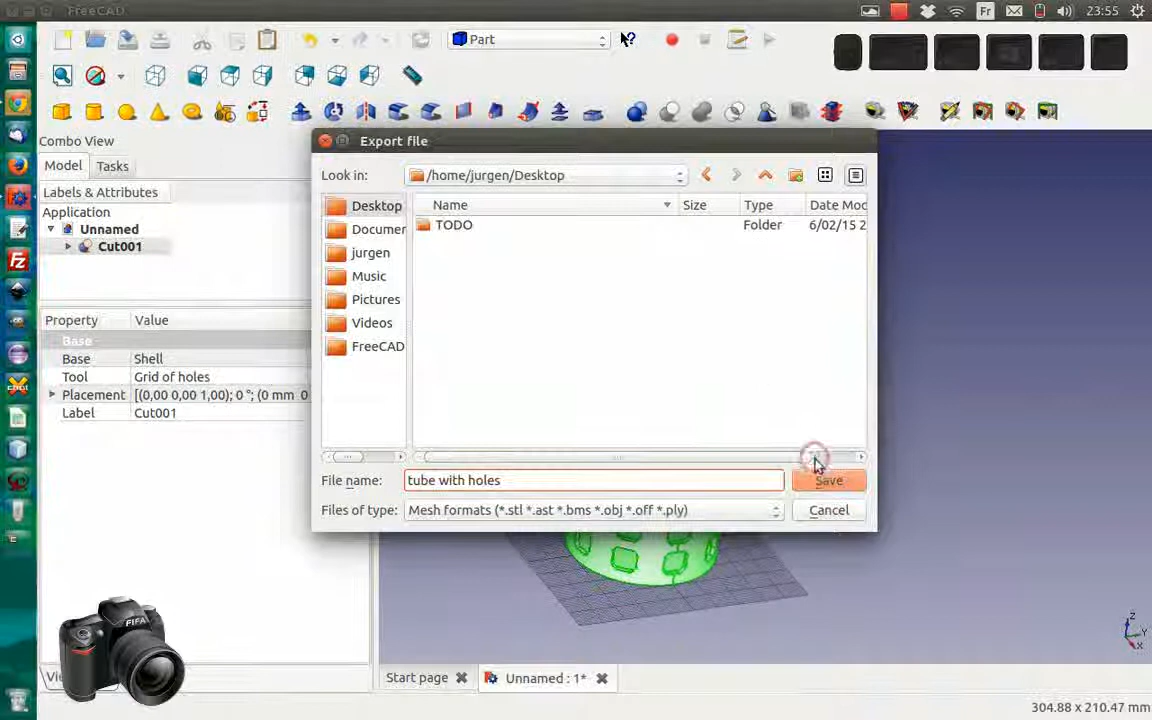 FreeCAD
Fr
23:55
Part
Combo View
Model
Tasks
Labels & Attributes
Application
Unnamed
Cut001
Property
Value
Base
Base
Shell
Tool
Grid of holes
Placement
[(0,00 0,00 1,00); 0 °; (0 mm 0
Label
Cut001
Export file
Look in:
/home/jurgen/Desktop
Desktop
Documer
jurgen
Music
Pictures
Videos
FreeCAD
Name
Size
Type
Date Moc
TODO
Folder
6/02/15 2
File name:
tube with holes
Save
Files of type:
Mesh formats (*.stl *.ast *.bms *.obj *.off *.ply)
Cancel
FIFA
Start page
Unnamed : 1*
304.88 x 210.47 mm